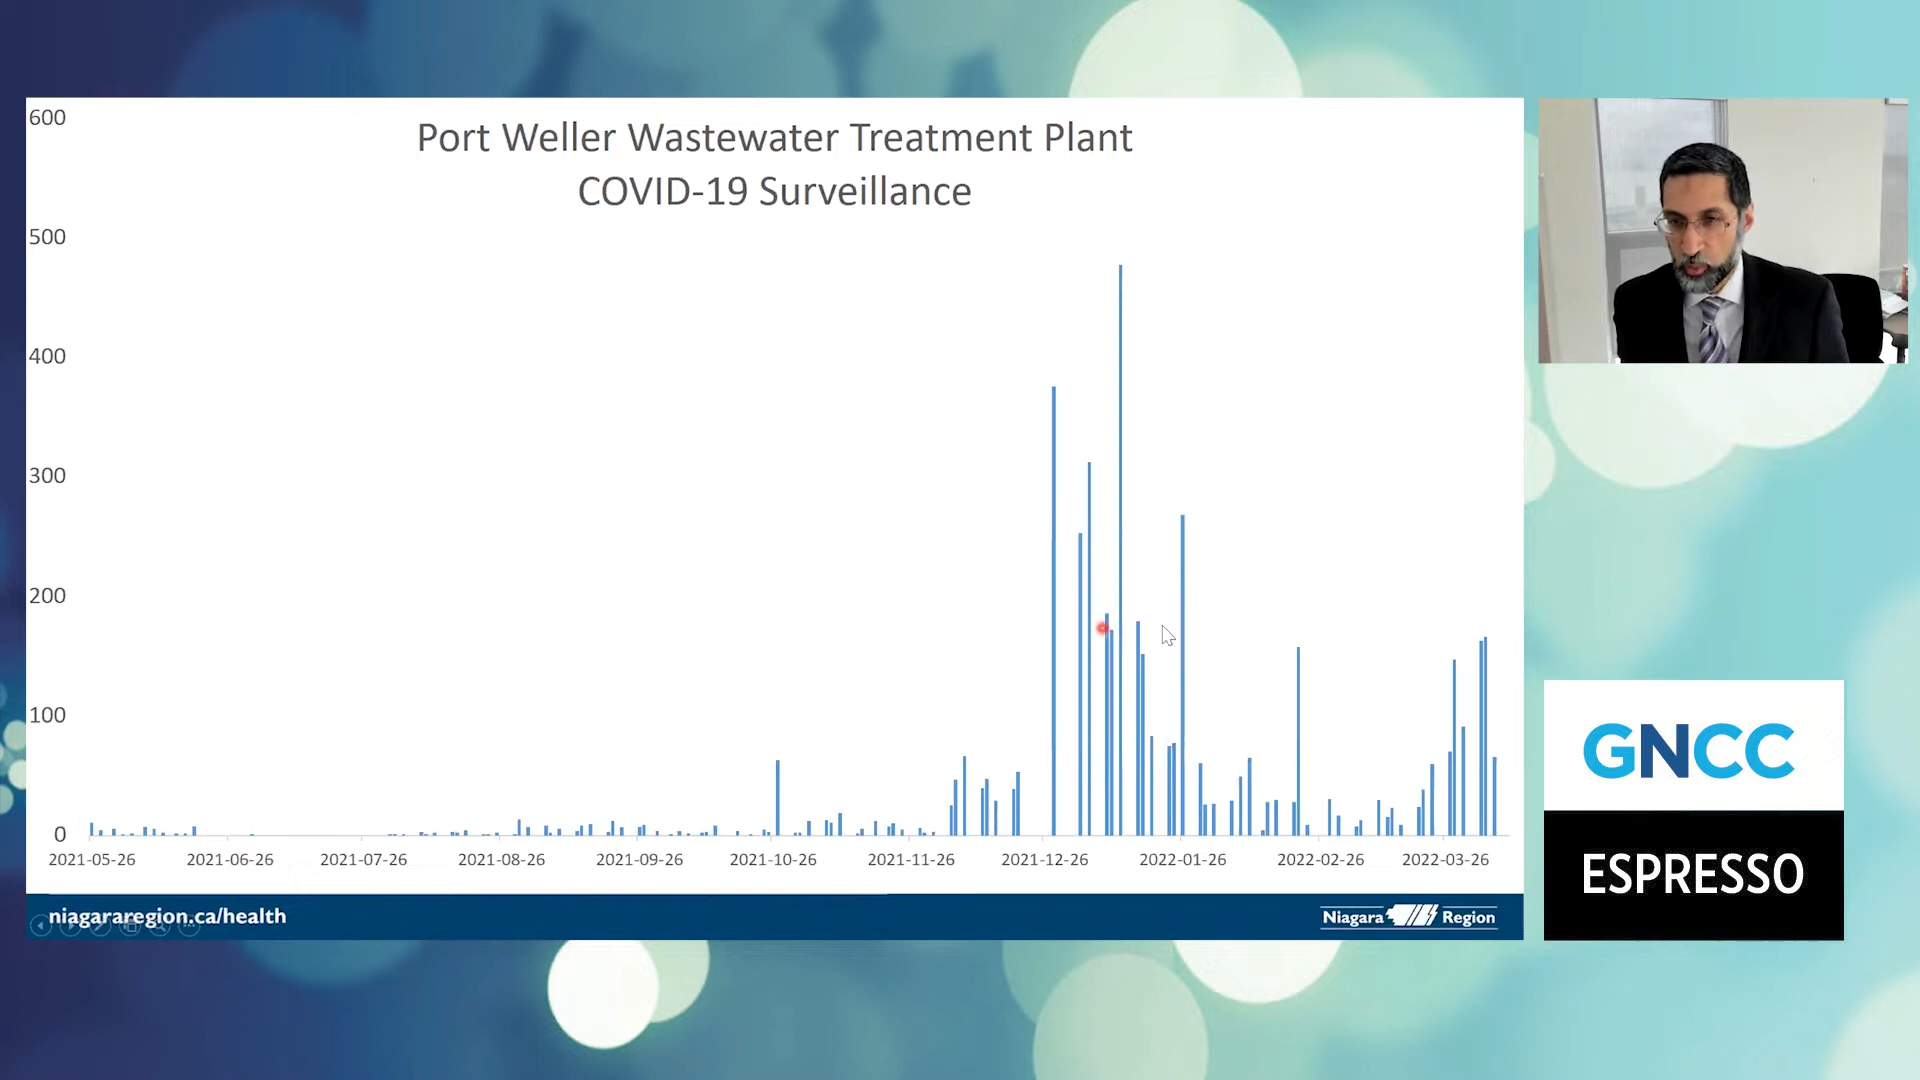 Port Weller Wastewater Treatment Plant
COVID-19 Surveillance
600
500
400
300
200
100
0
2021-05-26 2021-06-26 2021-07-26 2021-08-26 2021-09-26 2021-10-26 2021-11-26 2021-12-26 2022-01-26 2022-02-26 2022-03-26
niagararegion.ca/health
Niagara Region
GNCC
ESPRESSO